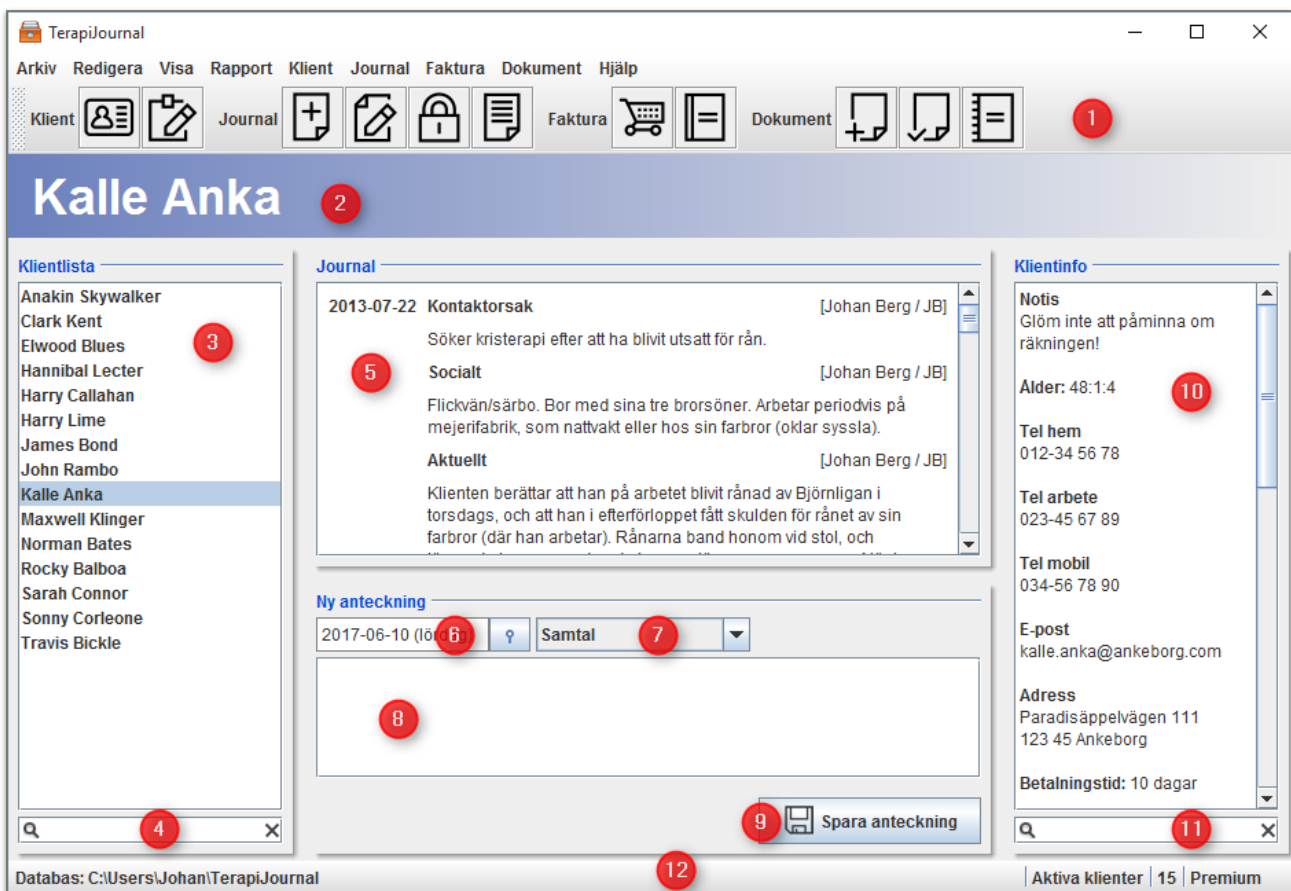 TerapiJournal
Arkiv Redigera Visa Rapport Klient Journal Faktura Dokument Hjälp
Klient Journal Faktura Dokument 1
Kalle Anka 2
Klientlista
Anakin Skywalker
Clark Kent
3
Elwood Blues
Hannibal Lecter
Harry Callahan
Harry Lime
James Bond
John Rambo
Kalle Anka
Maxwell Klinger
Norman Bates
Rocky Balboa
Sarah Connor
Sonny Corleone
Travis Bickle
4
Journal
2013-07-22 Kontaktorsak [Johan Berg / JB]
Söker kristerapi efter att ha blivit utsatt för rån.
5 Socialt [Johan Berg / JB]
Flickvän/särbo. Bor med sina tre brorsöner. Arbetar periodvis på
mejerifabrik, som nattvakt eller hos sin farbror (oklar syssla).
Aktuellt [Johan Berg / JB]
Klienten berättar att han på arbetet blivit rånad av Björnligan i
torsdags, och att han i efterförloppet fått skulden för rånet av sin
farbror (där han arbetar). Rånarna band honom vid stol, och
Ny anteckning
2017-06-10 6 Samtal 7
8
9 Spara anteckning
Klientinfo
Notis
Glöm inte att påminna om
räkningen!
Ålder: 48:1:4
10
Tel hem
012-34 56 78
Tel arbete
023-45 67 89
Tel mobil
034-56 78 90
E-post
kalle.anka@ankeborg.com
Adress
Paradisäppelvägen 111
123 45 Ankeborg
Betalningstid: 10 dagar
11
12
Databas: C:\Users\Johan\TerapiJournal Aktiva klienter 15 Premium